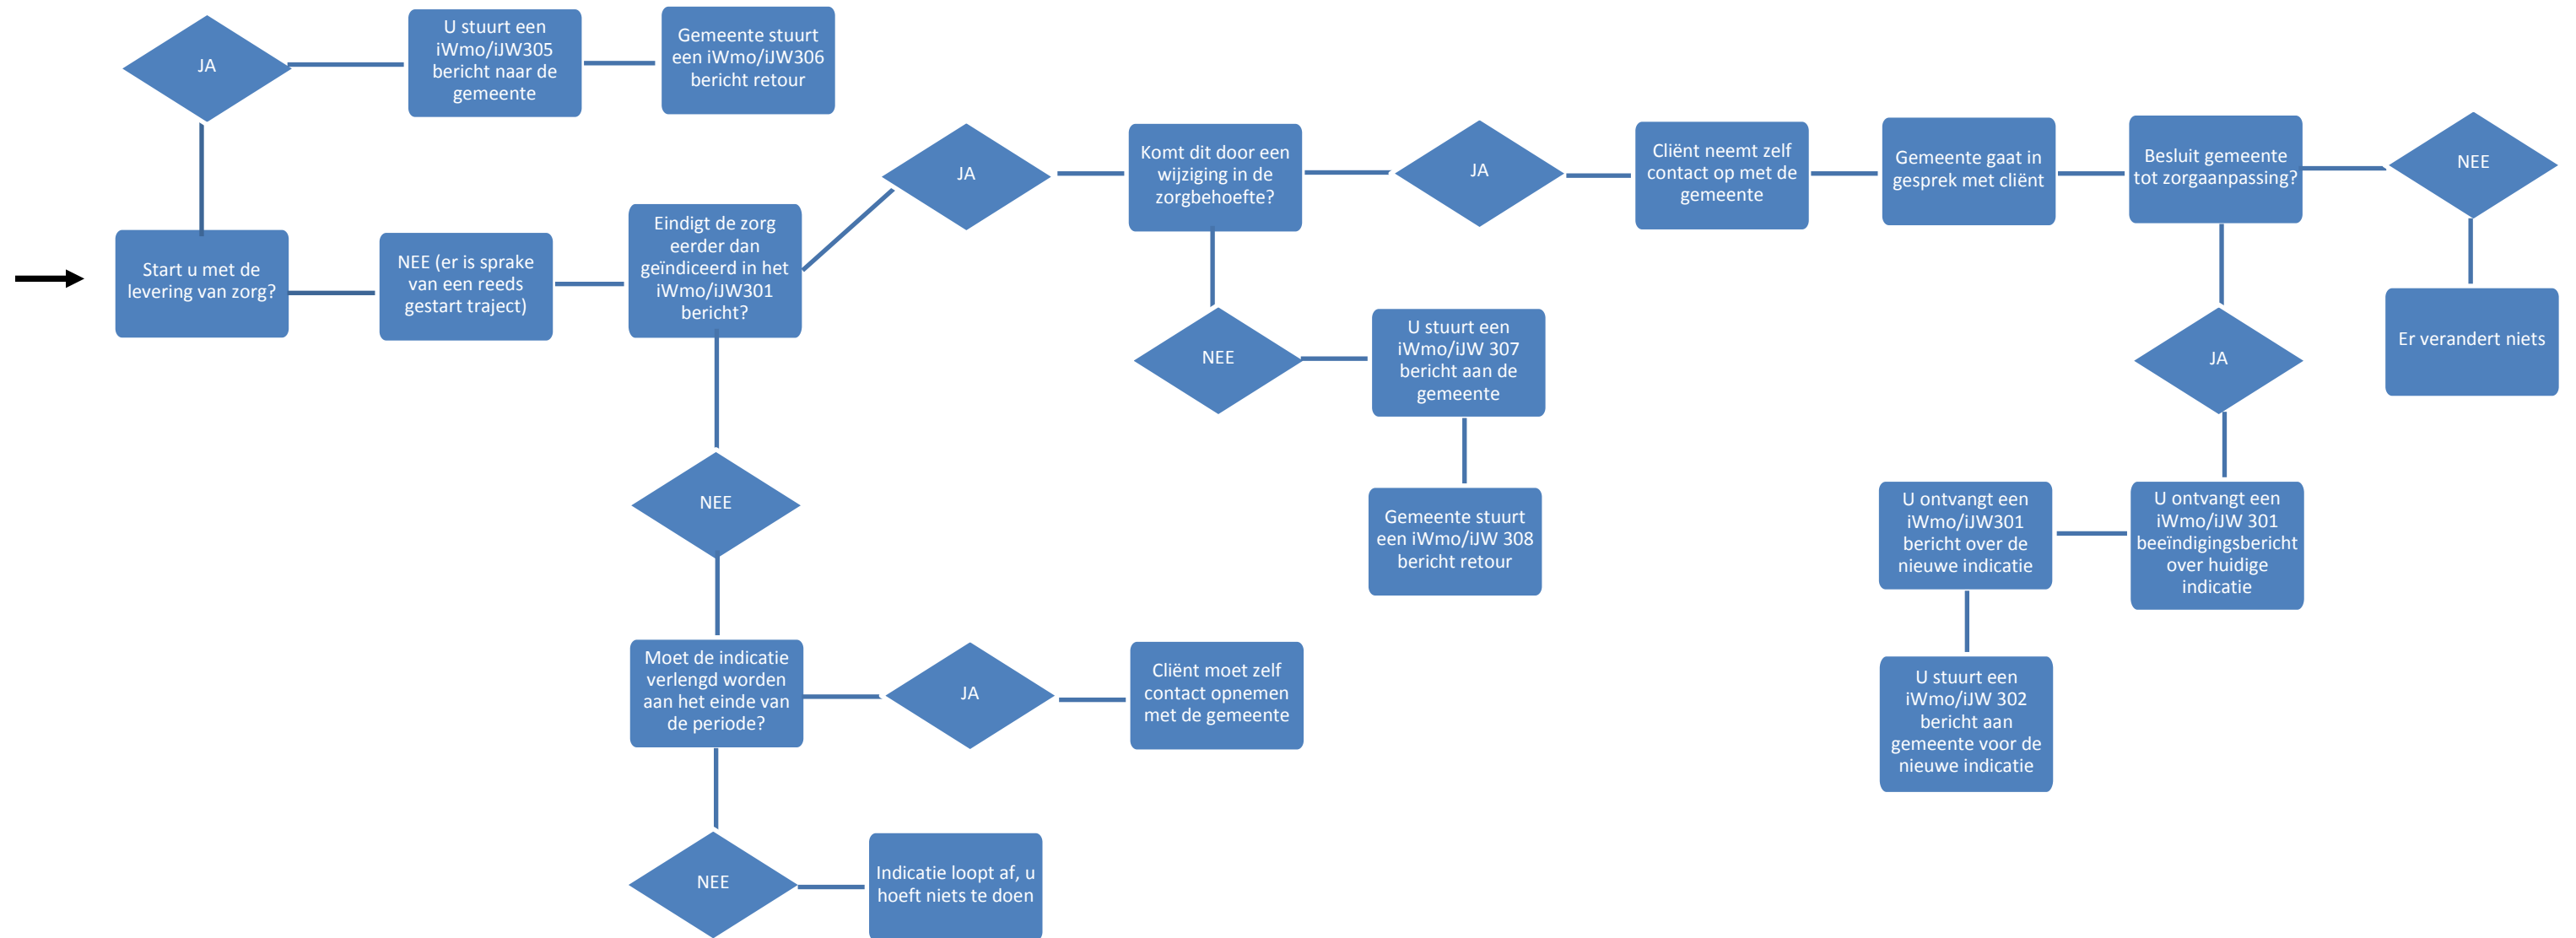 JA
U stuurt een
iWmo/iJW305
bericht naar de
gemeente
Gemeente stuurt
een iWmo/iJW306
bericht retour
Start u met de
levering van zorg?
NEE (er is sprake
van een reeds
gestart traject)
Eindigt de zorg
eerder dan
geïndiceerd in het
iWmo/iJW301
bericht?
JA
Komt dit door een
wijziging in de
zorgbehoefte?
JA
Cliënt neemt zelf
contact op met de
gemeente
Gemeente gaat in
gesprek met cliënt
Besluit gemeente
tot zorgaanpassing?
NEE
Er verandert niets
JA
U ontvangt een
iWmo/iJW 301
beeïndigingsbericht
over huidige
indicatie
U ontvangt een
iWmo/iJW301
bericht over de
nieuwe indicatie
U stuurt een
iWmo/iJW 302
bericht aan
gemeente voor de
nieuwe indicatie
NEE
U stuurt een
iWmo/iJW 307
bericht aan de
gemeente
Gemeente stuurt
een iWmo/iJW 308
bericht retour
NEE
Moet de indicatie
verlengd worden
aan het einde van
de periode?
JA
Cliënt moet zelf
contact opnemen
met de gemeente
NEE
Indicatie loopt af, u
hoeft niets te doen